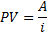 PV = A/i